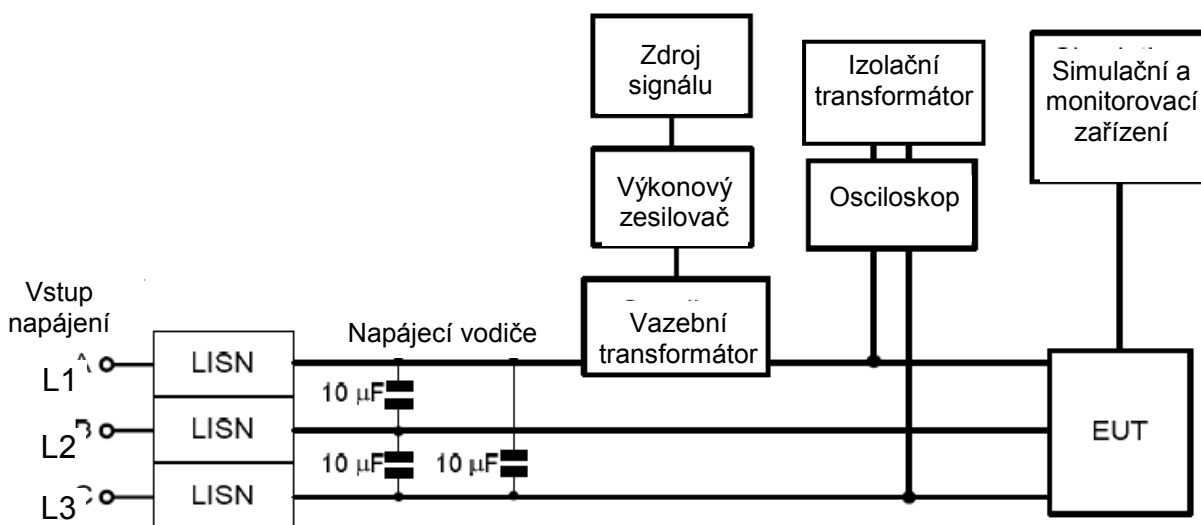 Zdroj
signálu
Izolační
transformátor
Simulační a
monitorovací
zařízení
Výkonový
zesilovač
Osciloskop
Vstup
napájení
Napájecí vodiče
Vazební
transformátor
L1
LISN
10 μF
L2
LISN
EUT
10 μF
10 μF
L3
LISN